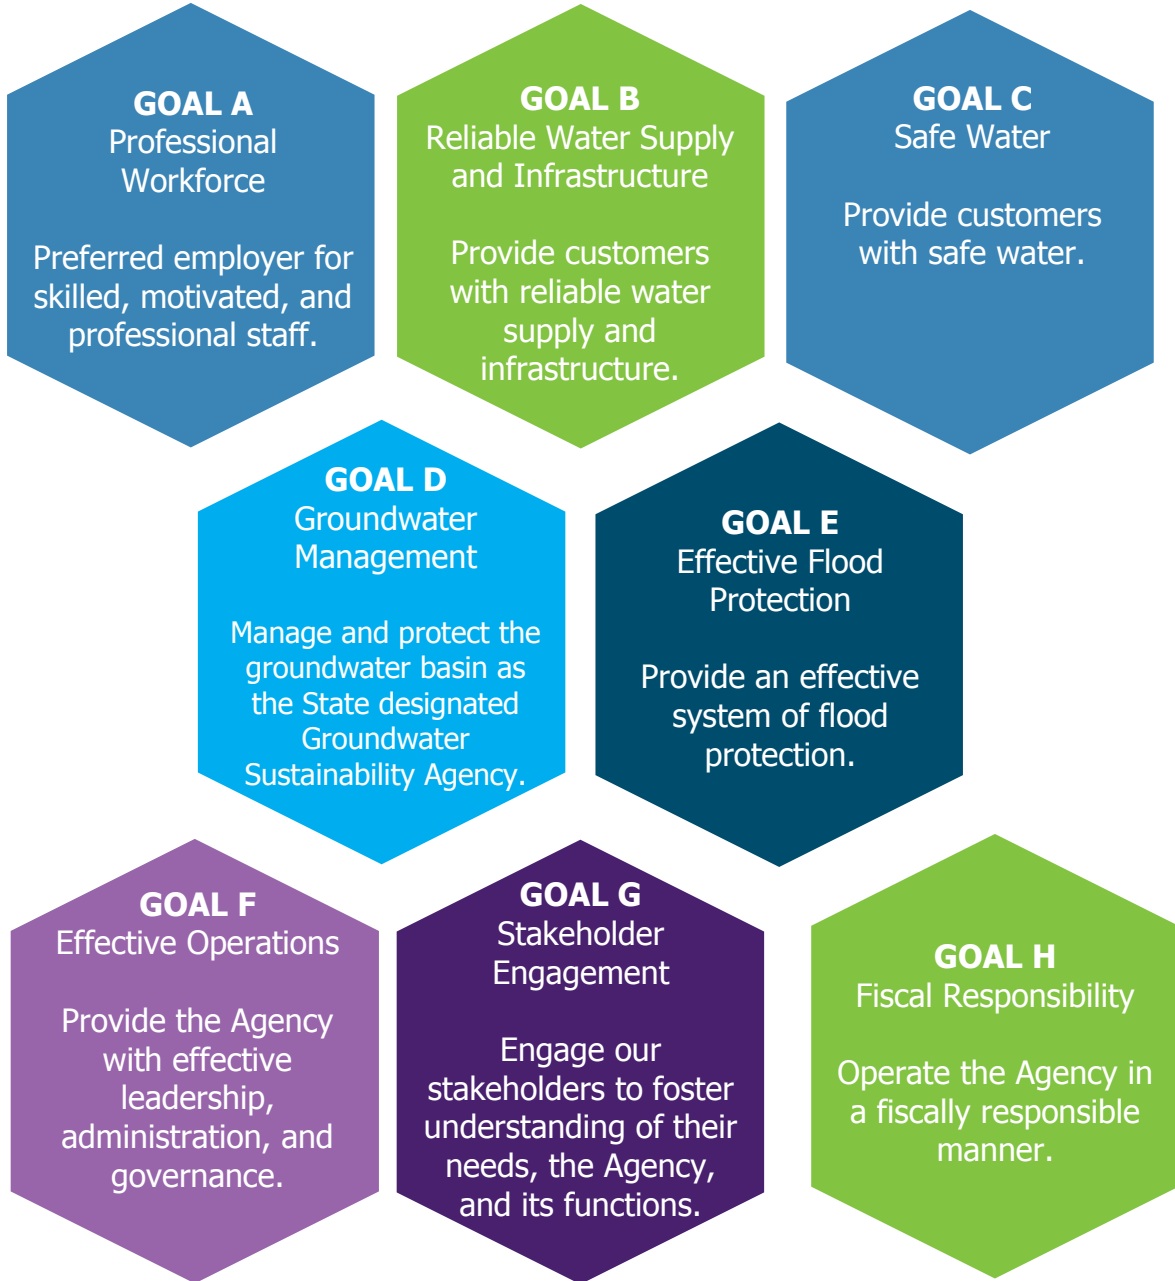 GOAL A
Professional
Workforce
Preferred employer for
skilled, motivated, and
professional staff.
GOAL B
Reliable Water Supply
and Infrastructure
Provide customers
with reliable water
supply and
infrastructure.
GOAL C
Safe Water
Provide customers
with safe water.
GOAL D
Groundwater
Management
Manage and protect the
groundwater basin as
the State designated
Groundwater
Sustainability Agency.
GOAL E
Effective Flood
Protection
Provide an effective
system of flood
protection.
GOAL F
Effective Operations
Provide the Agency
with effective
leadership,
administration, and
governance.
GOAL G
Stakeholder
Engagement
Engage our
stakeholders to foster
understanding of their
needs, the Agency,
and its functions.
GOAL H
Fiscal Responsibility
Operate the Agency in
a fiscally responsible
manner.